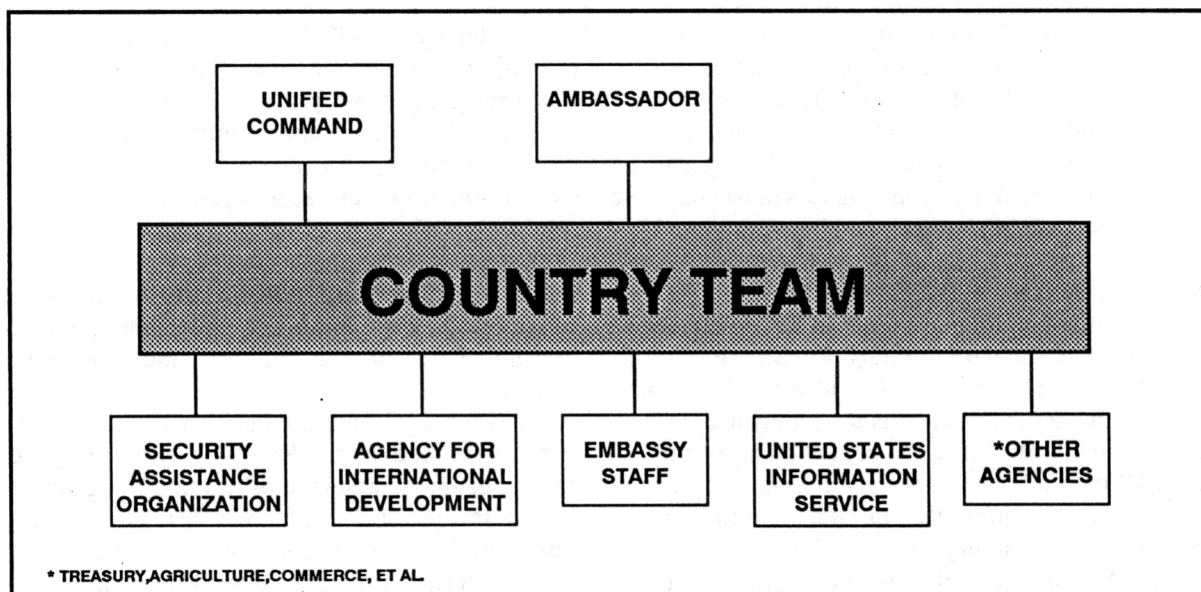 UNIFIED
COMMAND
AMBASSADOR
COUNTRY TEAM
SECURITY
ASSISTANCE
ORGANIZATION
AGENCY FOR
INTERNATIONAL
DEVELOPMENT
EMBASSY
STAFF
UNITED STATES
INFORMATION
SERVICE
*OTHER
AGENCIES
* TREASURY,AGRICULTURE,COMMERCE, ET AL.